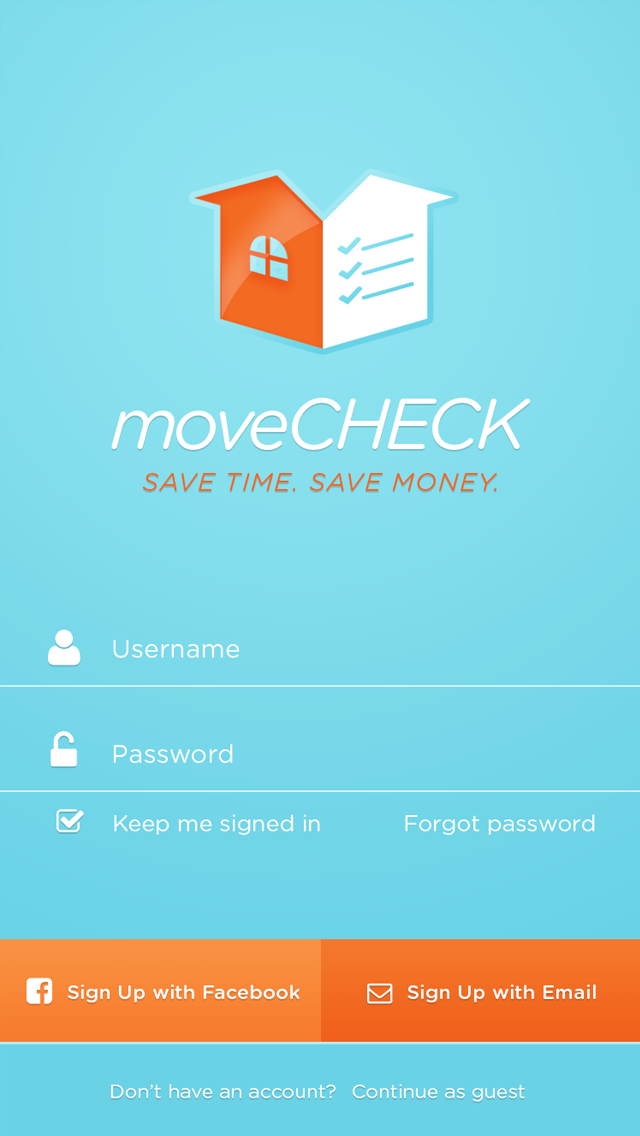 moveCHECK
SAVE TIME. SAVE MONEY.
Username
Password
Keep me signed in Forgot password
Sign Up with Facebook Sign Up with Email
Don't have an account? Continue as guest